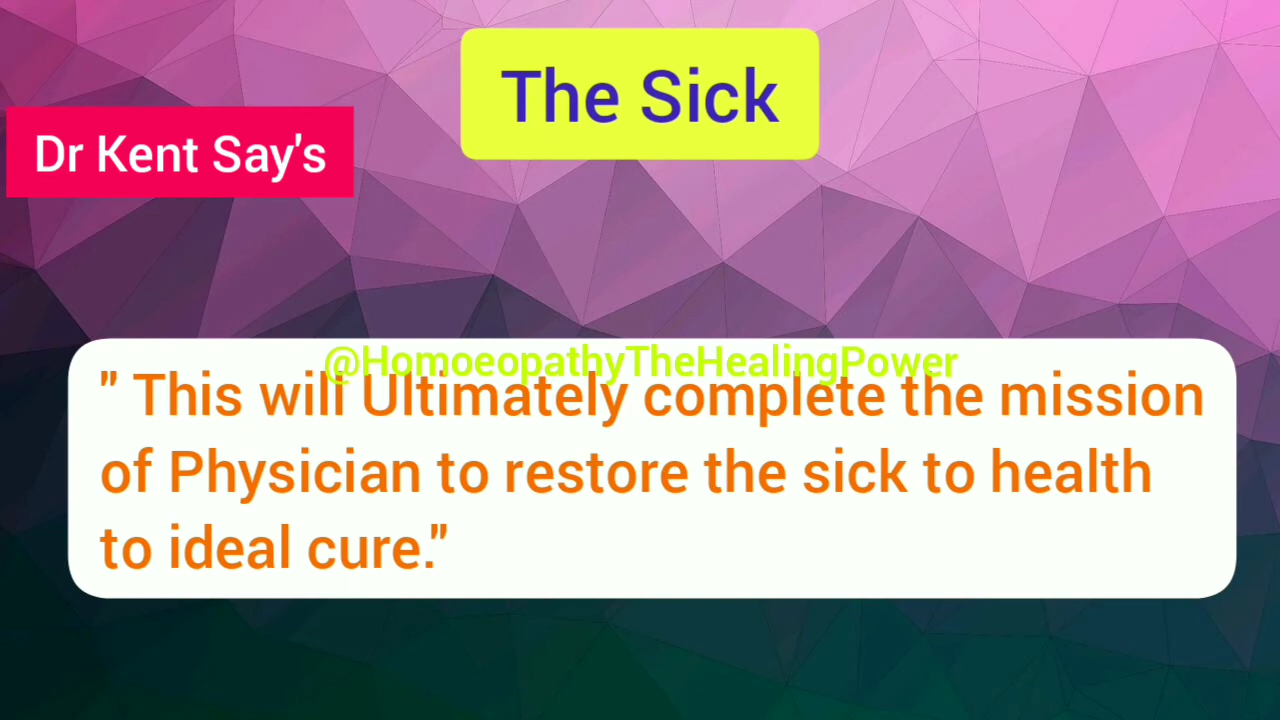 The Sick
Dr Kent Say's
@HomoeopathyTheHealingPower
" This will Ultimately complete the mission
of Physician to restore the sick to health
to ideal cure."